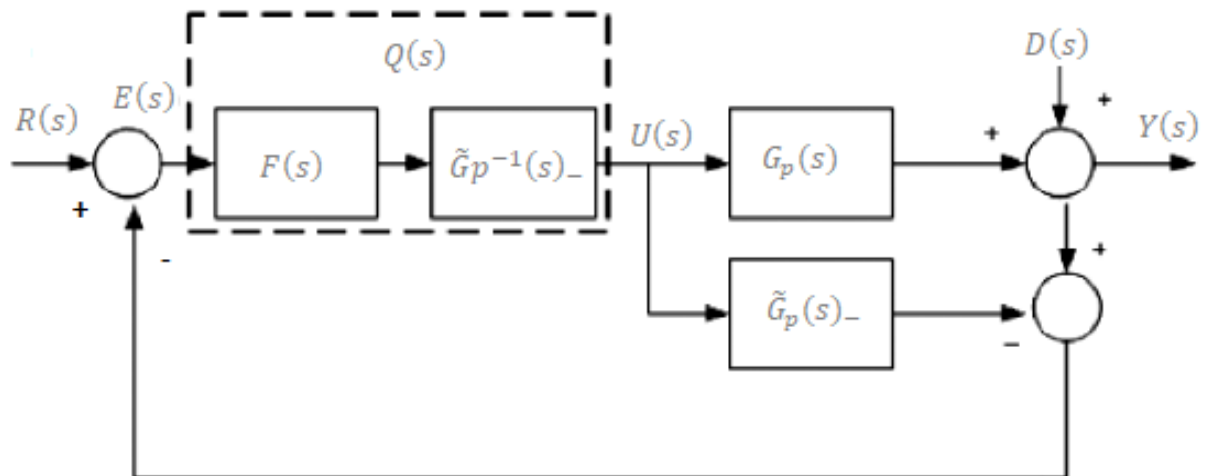 Q(s)
D(s)
R(s)
E(s)
F(s)
G̃p⁻¹(s)_
U(s)
Gₚ(s)
+
+
Y(s)
+
-
G̃ₚ(s)_
+
−